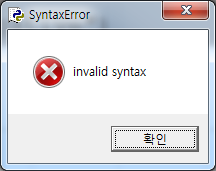 SyntaxError
invalid syntax
확인